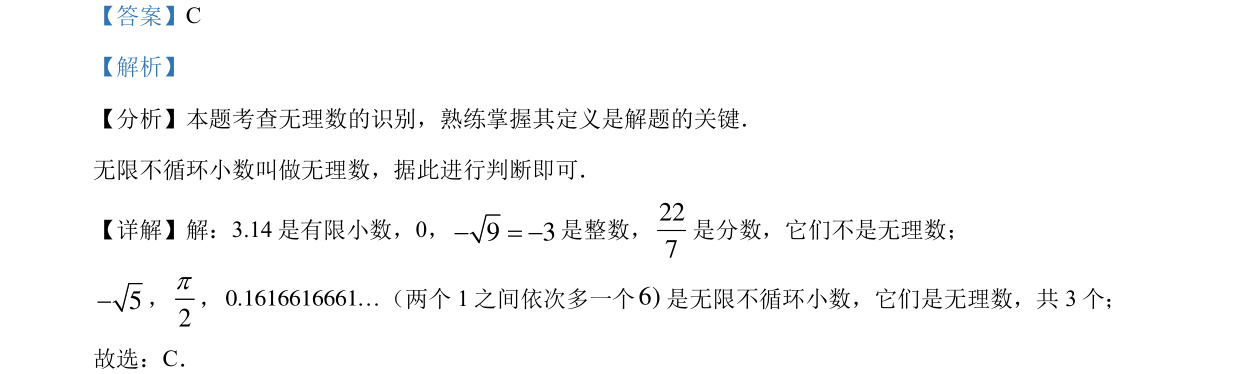 【答案】C
【解析】
【分析】本题考查无理数的识别，熟练掌握其定义是解题的关键．
无限不循环小数叫做无理数，据此进行判断即可．
【详解】解：3.14 是有限小数，0，$-\sqrt{9}=-3$ 是整数，$\frac{22}{7}$ 是分数，它们不是无理数；
$-\sqrt{5}$，$\frac{\pi}{2}$，0.1616616661…（两个 1 之间依次多一个 6) 是无限不循环小数，它们是无理数，共 3 个；
故选：C．